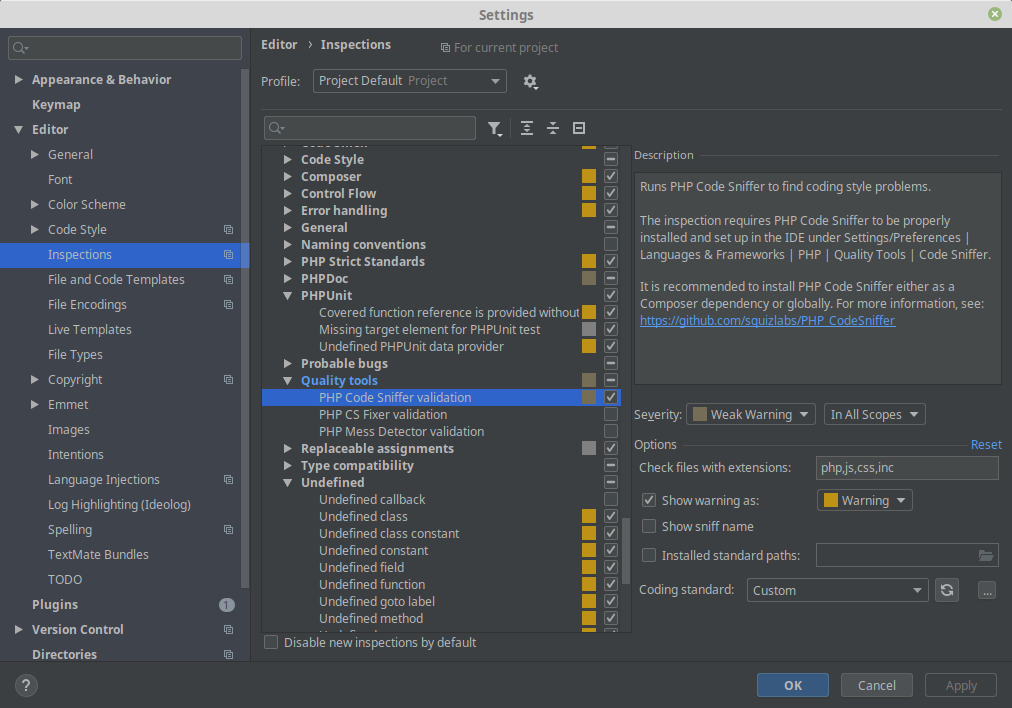 Settings
Appearance & Behavior
Keymap
Editor
General
Font
Color Scheme
Code Style
Inspections
File and Code Templates
File Encodings
Live Templates
File Types
Copyright
Emmet
Images
Intentions
Language Injections
Log Highlighting (Ideolog)
Spelling
TextMate Bundles
TODO
Plugins 1
Version Control
Directories
Editor › Inspections For current project
Profile: Project Default Project
Code Style
Composer
Control Flow
Error handling
General
Naming conventions
PHP Strict Standards
PHPDoc
PHPUnit
Covered function reference is provided without
Missing target element for PHPUnit test
Undefined PHPUnit data provider
Probable bugs
Quality tools
PHP Code Sniffer validation
PHP CS Fixer validation
PHP Mess Detector validation
Replaceable assignments
Type compatibility
Undefined
Undefined callback
Undefined class
Undefined class constant
Undefined constant
Undefined field
Undefined function
Undefined goto label
Undefined method
Disable new inspections by default
Description
Runs PHP Code Sniffer to find coding style problems.
The inspection requires PHP Code Sniffer to be properly
installed and set up in the IDE under Settings/Preferences |
Languages & Frameworks | PHP | Quality Tools | Code Sniffer.
It is recommended to install PHP Code Sniffer either as a
Composer dependency or globally. For more information, see:
https://github.com/squizlabs/PHP_CodeSniffer
Severity: Weak Warning In All Scopes
Options Reset
Check files with extensions: php,js,css,inc
Show warning as: Warning
Show sniff name
Installed standard paths:
Coding standard: Custom ...
? OK Cancel Apply